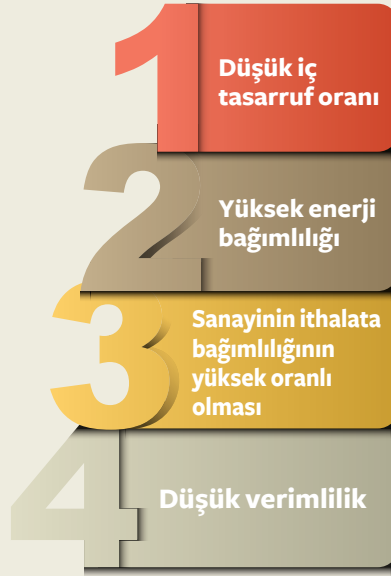 1
Düşük iç
tasarruf oranı
2
Yüksek enerji
bağımlılığı
3
Sanayinin ithalata
bağımlılığının
yüksek oranlı
olması
4
Düşük verimlilik